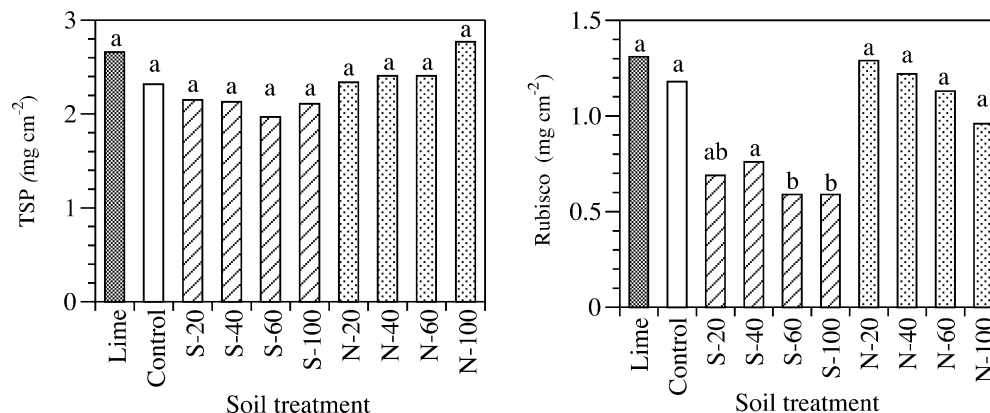 3
2
1
0
TSP (mg cm-2)
a a a a a a a a a a
Lime Control S-20 S-40 S-60 S-100 N-20 N-40 N-60 N-100
Soil treatment
1.5
1.0
0.5
0
Rubisco (mg cm-2)
a a ab a b b a a a a
Lime Control S-20 S-40 S-60 S-100 N-20 N-40 N-60 N-100
Soil treatment